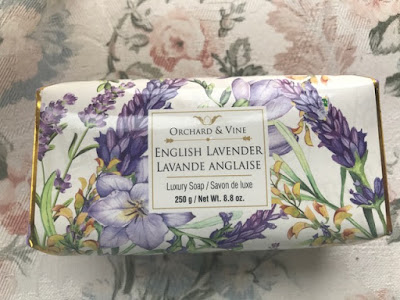 ORCHARD & VINE
ENGLISH LAVENDER
LAVANDE ANGLAISE
Luxury Soap / Savon de luxe
250 g / Net Wt. 8.8 oz.